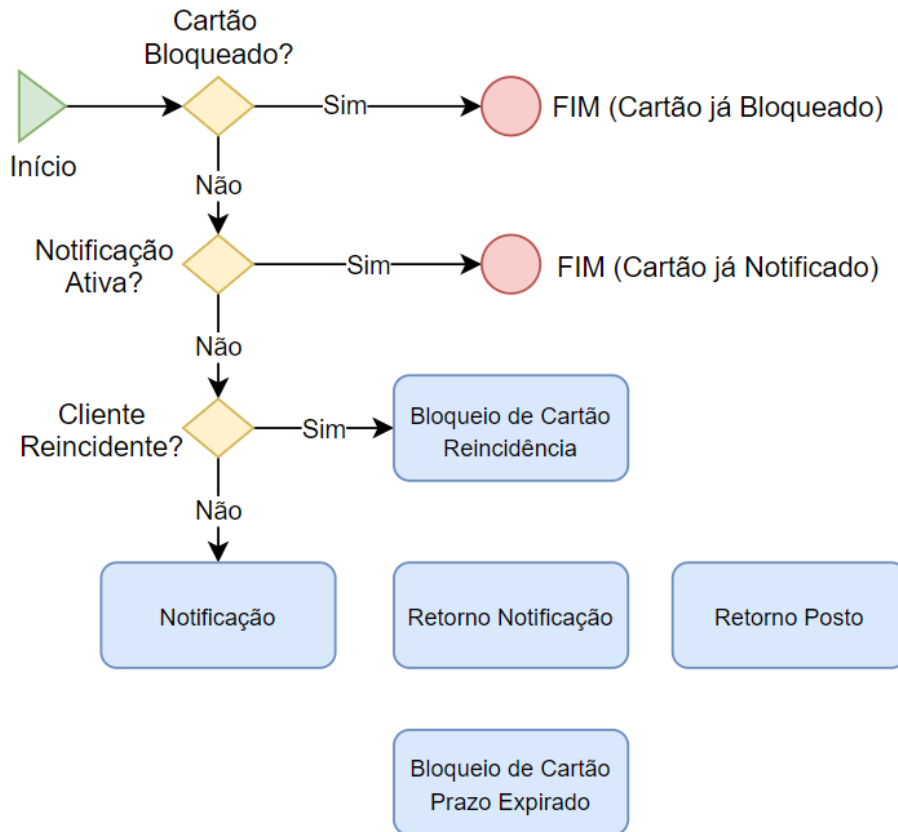 Cartão
Bloqueado?
Sim
FIM (Cartão já Bloqueado)
Início
Não
Notificação
Ativa?
Sim
FIM (Cartão já Notificado)
Não
Cliente
Reincidente?
Sim
Bloqueio de Cartão
Reincidência
Não
Notificação
Retorno Notificação
Retorno Posto
Bloqueio de Cartão
Prazo Expirado